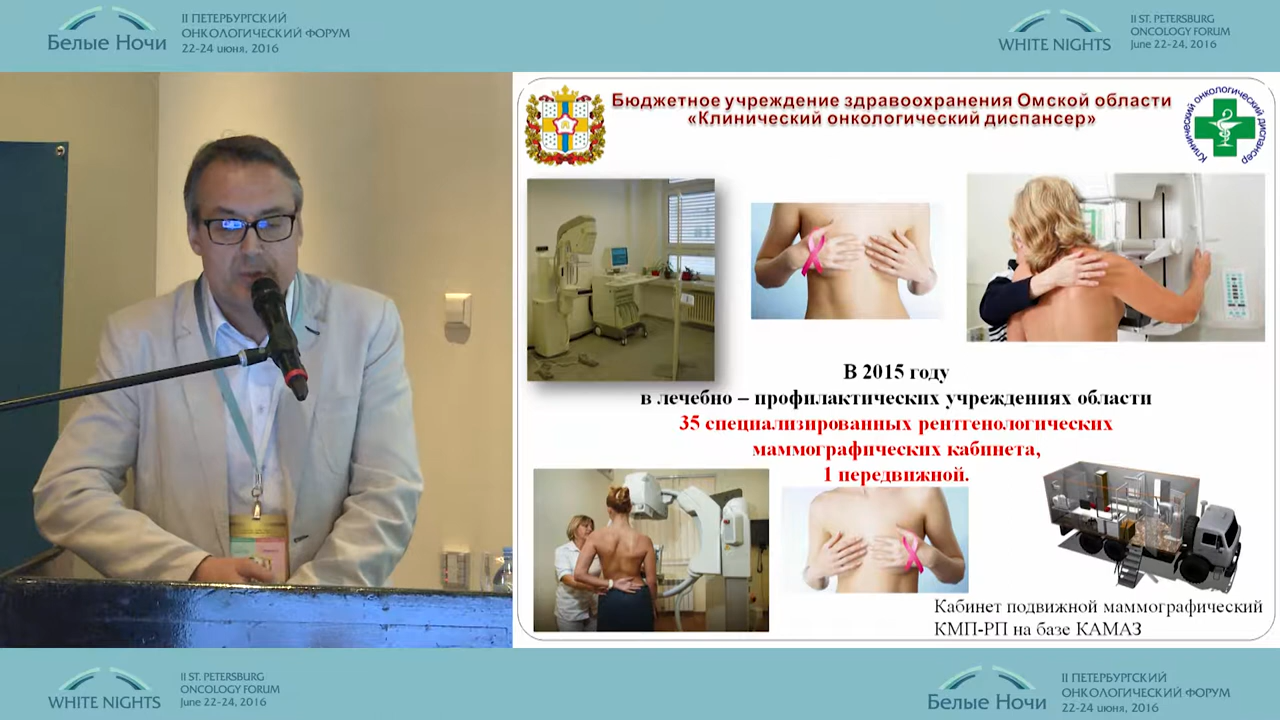 Белые Ночи
II ПЕТЕРБУРГСКИЙ
ОНКОЛОГИЧЕСКИЙ ФОРУМ
22-24 июня, 2016
WHITE NIGHTS
II ST. PETERSBURG
ONCOLOGY FORUM
June 22-24, 2016
Бюджетное учреждение здравоохранения Омской области
«Клинический онкологический диспансер»
Клинический онкологический диспансер
В 2015 году
в лечебно – профилактических учреждениях области
35 специализированных рентгенологических
маммографических кабинета,
1 передвижной.
Кабинет подвижной маммографический
КМП-РП на базе КАМАЗ
WHITE NIGHTS
II ST. PETERSBURG
ONCOLOGY FORUM
June 22-24, 2016
Белые Ночи
II ПЕТЕРБУРГСКИЙ
ОНКОЛОГИЧЕСКИЙ ФОРУМ
22-24 июня, 2016